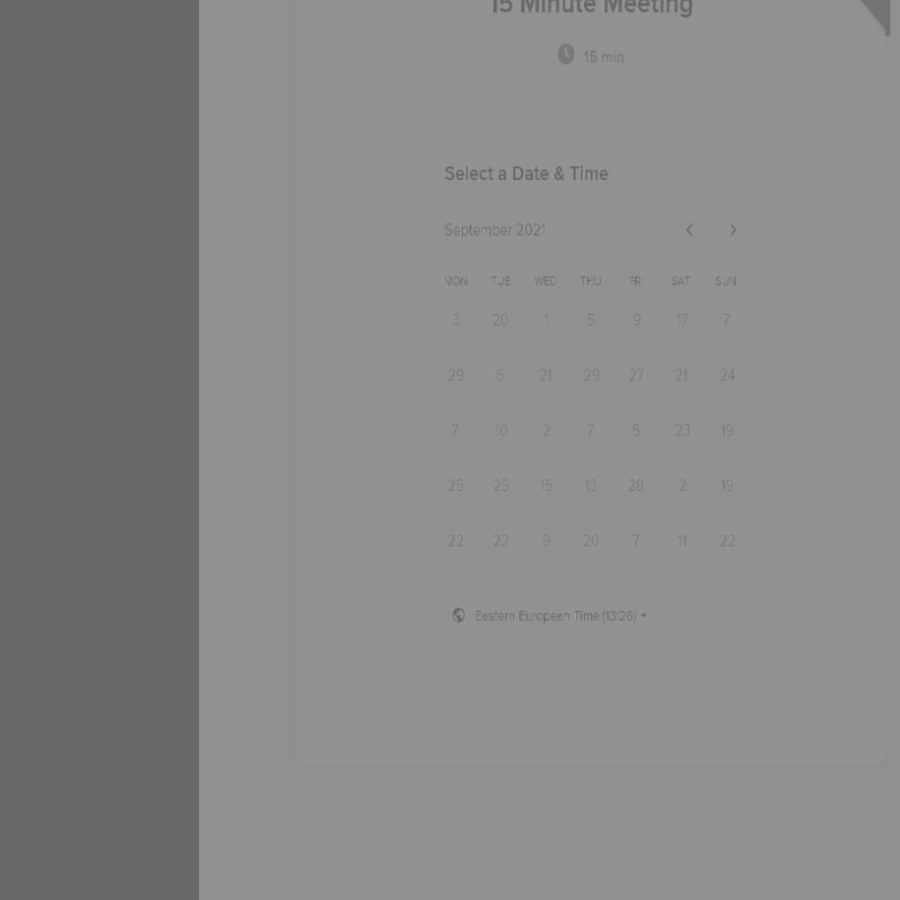 15 Minute Meeting
15 min
Select a Date & Time
September 2021
MON TUE WED THU FRI SAT SUN
3 20 1 5 9 17 7
29 6 21 29 27 21 24
7 10 2 7 5 23 19
25 25 15 13 28 2 19
22 22 9 20 7 11 22
Eastern European Time (13:26)